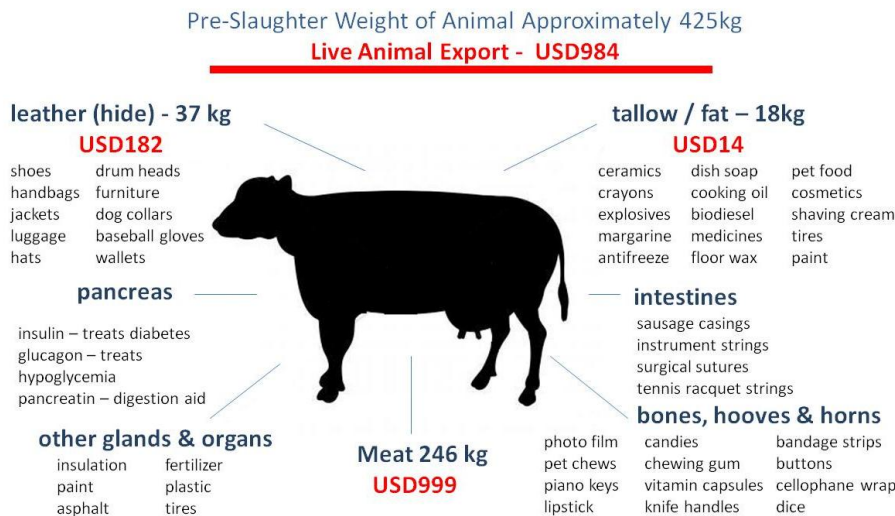 Pre-Slaughter Weight of Animal Approximately 425kg
Live Animal Export - USD984
leather (hide) - 37 kg
USD182
shoes drum heads
handbags furniture
jackets dog collars
luggage baseball gloves
hats wallets
tallow / fat – 18kg
USD14
ceramics dish soap pet food
crayons cooking oil cosmetics
explosives biodiesel shaving cream
margarine medicines tires
antifreeze floor wax paint
pancreas
insulin – treats diabetes
glucagon – treats
hypoglycemia
pancreatin – digestion aid
intestines
sausage casings
instrument strings
surgical sutures
tennis racquet strings
other glands & organs
insulation fertilizer
paint plastic
asphalt tires
Meat 246 kg
USD999
bones, hooves & horns
photo film candies bandage strips
pet chews chewing gum buttons
piano keys vitamin capsules cellophane wrap
lipstick knife handles dice